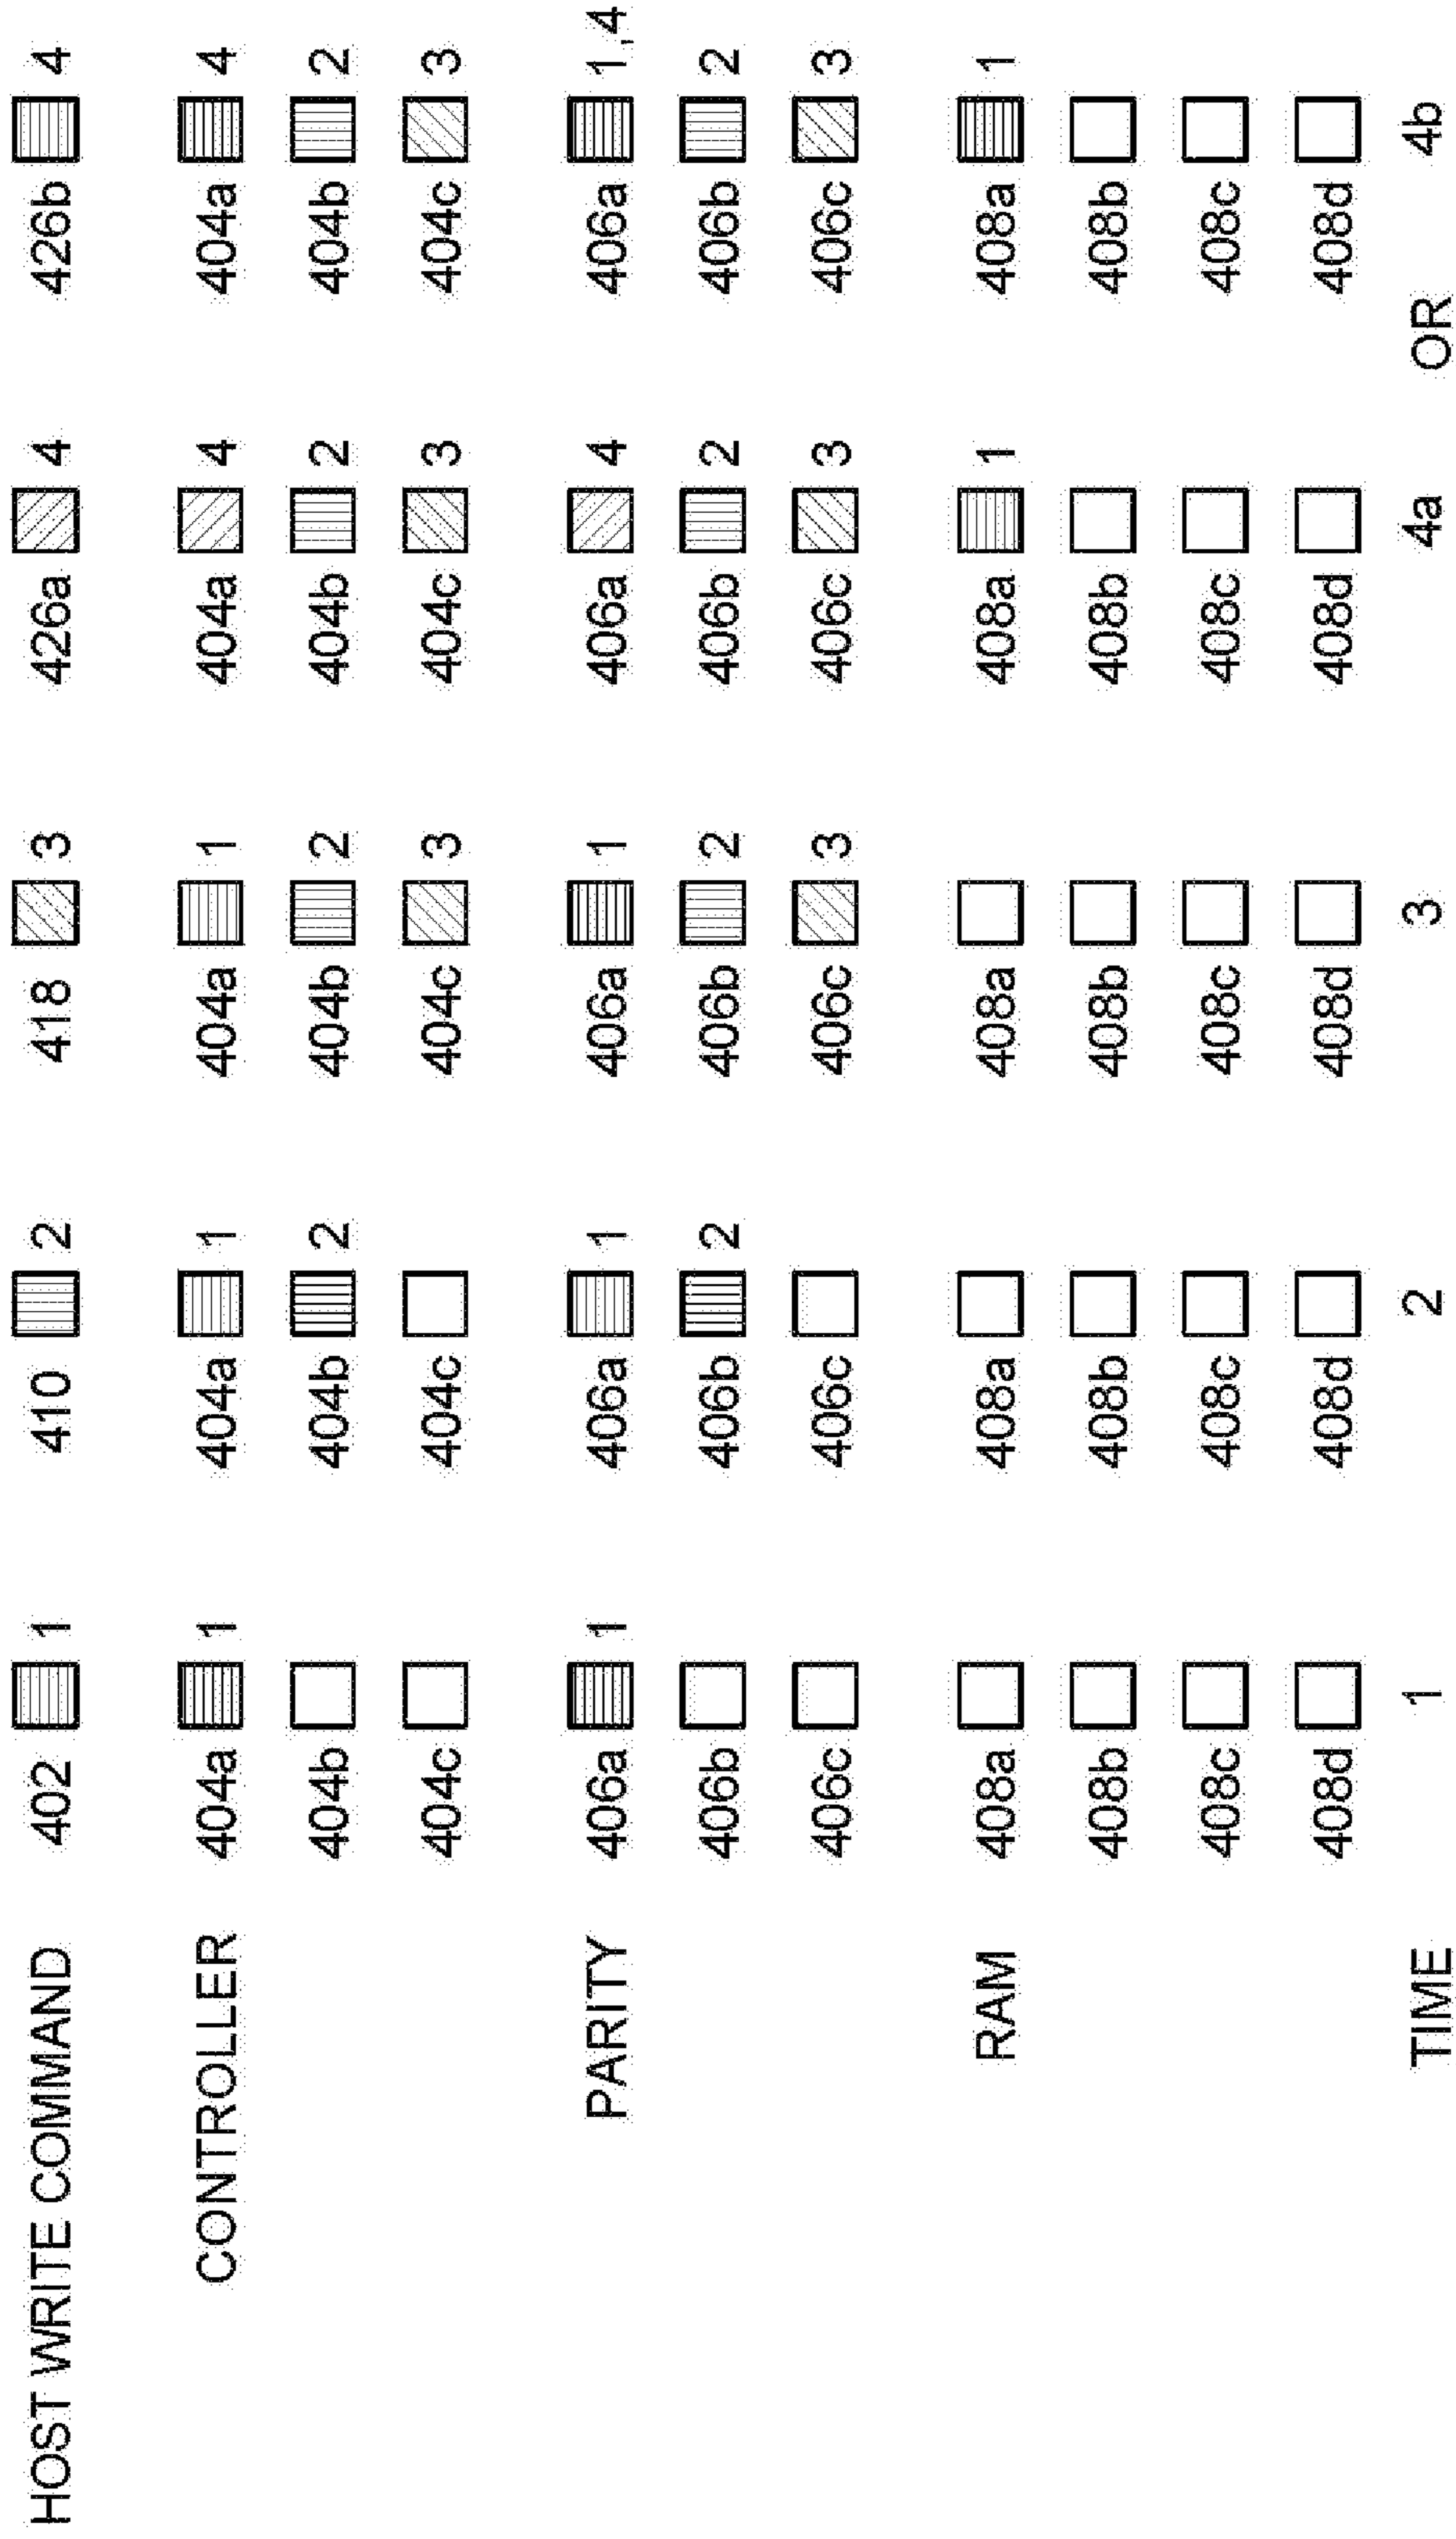 HOST WRITE COMMAND 402 1 410 2 418 3 426a 4 426b 4
CONTROLLER 404a 1 404a 1 404a 1 404a 4 404a 4
404b 404b 2 404b 2 404b 2 404b 2
404c 404c 404c 3 404c 3 404c 3
PARITY 406a 1 406a 1 406a 1 406a 4 406a 1,4
406b 406b 2 406b 2 406b 2 406b 2
406c 406c 406c 3 406c 3 406c 3
RAM 408a 408a 408a 408a 1 408a 1
408b 408b 408b 408b 408b
408c 408c 408c 408c 408c
408d 408d 408d 408d 408d
TIME 1 2 3 4a OR 4b